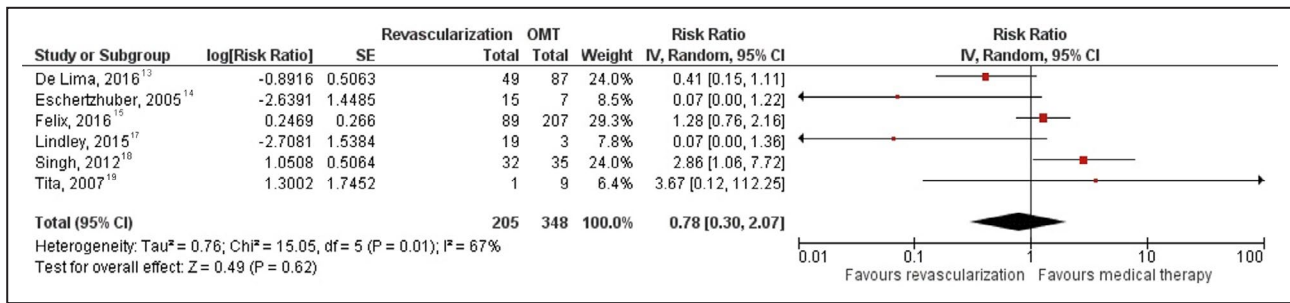 Revascularization OMT Risk Ratio Risk Ratio
Study or Subgroup log[Risk Ratio] SE Total Total Weight IV, Random, 95% CI IV, Random, 95% CI
De Lima, 2016¹³ -0.8916 0.5063 49 87 24.0% 0.41 [0.15, 1.11]
Eschertzhuber, 2005¹⁴ -2.6391 1.4485 15 7 8.5% 0.07 [0.00, 1.22]
Felix, 2016¹⁵ 0.2469 0.266 89 207 29.3% 1.28 [0.76, 2.16]
Lindley, 2015¹⁷ -2.7081 1.5384 19 3 7.8% 0.07 [0.00, 1.36]
Singh, 2012¹⁸ 1.0508 0.5064 32 35 24.0% 2.86 [1.06, 7.72]
Tita, 2007¹⁹ 1.3002 1.7452 1 9 6.4% 3.67 [0.12, 112.25]
Total (95% CI) 205 348 100.0% 0.78 [0.30, 2.07]
Heterogeneity: Tau² = 0.76; Chi² = 15.05, df = 5 (P = 0.01); I² = 67%
Test for overall effect: Z = 0.49 (P = 0.62)
0.01 0.1 1 10 100
Favours revascularization Favours medical therapy